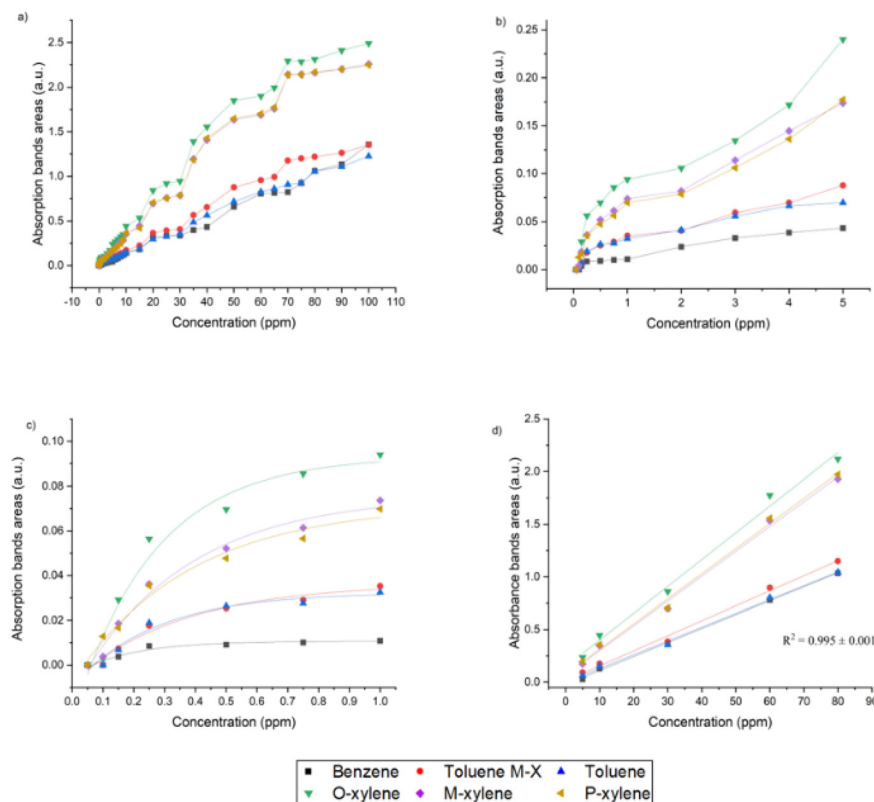 a)
2.5
2.0
1.5
1.0
0.5
0.0
-10 0 10 20 30 40 50 60 70 80 90 100 110
Absorption bands areas (a.u.)
Concentration (ppm)
b)
0.25
0.20
0.15
0.10
0.05
0.00
0 1 2 3 4 5
Absorption bands areas (a.u.)
Concentration (ppm)
c)
0.10
0.08
0.06
0.04
0.02
0.00
0.0 0.1 0.2 0.3 0.4 0.5 0.6 0.7 0.8 0.9 1.0
Absorption bands areas (a.u.)
Concentration (ppm)
d)
2.5
2.0
1.5
1.0
0.5
0.0
0 10 20 30 40 50 60 70 80 90
Absorbance bands areas (a.u.)
Concentration (ppm)
R² = 0.995 ± 0.001
Benzene Toluene M-X Toluene
O-xylene M-xylene P-xylene